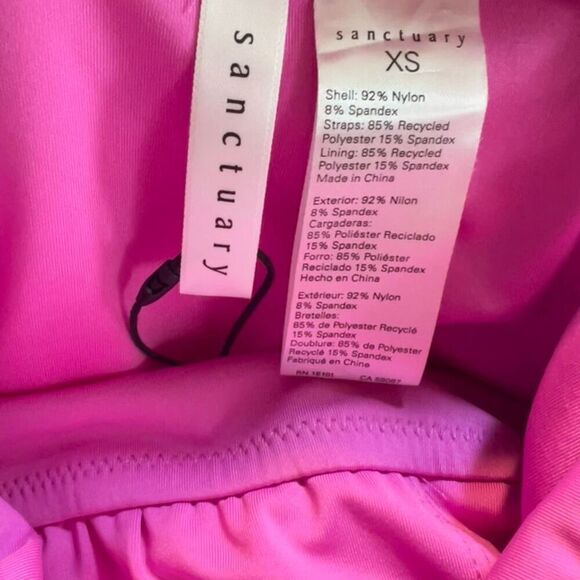 sanctuary
sanctuary
XS
Shell: 92% Nylon
8% Spandex
Straps: 85% Recycled
Polyester 15% Spandex
Lining: 85% Recycled
Polyester 15% Spandex
Made in China
Exterior: 92% Nilon
8% Spandex
Cargaderas:
85% Poliéster Reciclado
15% Spandex
Forro: 85% Poliéster
Reciclado 15% Spandex
Hecho en China
Extérieur: 92% Nylon
8% Spandex
Bretelles:
85% de Polyester Recyclé
15% Spandex
Doublure: 85% de Polyester
Recyclé 15% Spandex
Fabriqué en Chine
RN CA